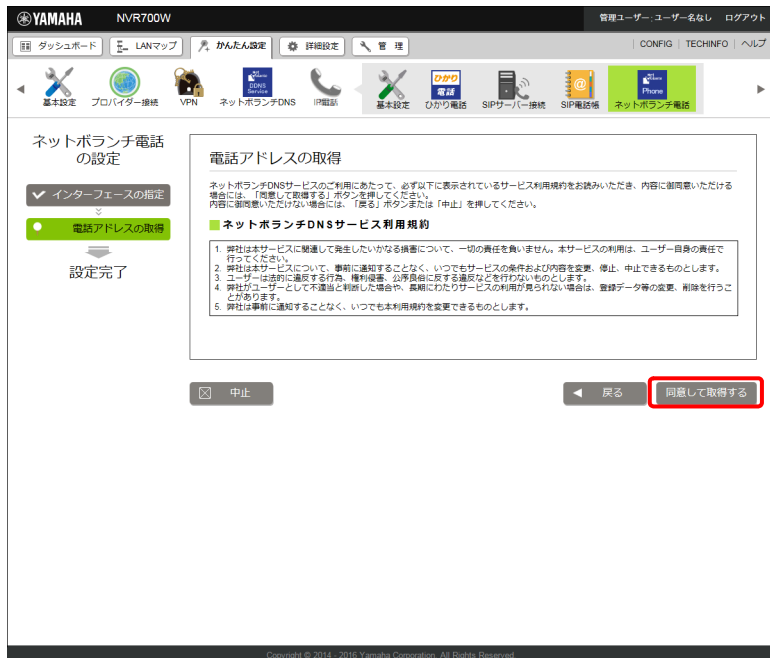 YAMAHA NVR700W 管理ユーザー:ユーザー名なし ログアウト
ダッシュボード LANマップ かんたん設定 詳細設定 管 理 CONFIG | TECHINFO | ヘルプ
DDNS Service ひかり 電話 Phone
基本設定 プロバイダー接続 VPN ネットボランチDNS IP電話 基本設定 ひかり電話 SIPサーバー接続 SIP電話帳 ネットボランチ電話
ネットボランチ電話
の設定
インターフェースの指定
電話アドレスの取得
設定完了
電話アドレスの取得
ネットボランチDNSサービスのご利用にあたって、必ず以下に表示されているサービス利用規約をお読みいただき、内容に御同意いただける
場合には、「同意して取得する」ボタンを押してください。
内容に御同意いただけない場合には、「戻る」ボタンまたは「中止」を押してください。
ネットボランチDNSサービス利用規約
1. 弊社は本サービスに関連して発生したいかなる損害について、一切の責任を負いません。本サービスの利用は、ユーザー自身の責任で
行ってください。
2. 弊社は本サービスについて、事前に通知することなく、いつでもサービスの条件および内容を変更、停止、中止できるものとします。
3. ユーザーは法的に違反する行為、権利侵害、公序良俗に反する違反などを行わないものとします。
4. 弊社がユーザーとして不適当と判断した場合や、長期にわたりサービスの利用が見られない場合は、登録データ等の変更、削除を行うこ
とがあります。
5. 弊社は事前に通知することなく、いつでも本利用規約を変更できるものとします。
中止 戻る 同意して取得する
Copyright © 2014 - 2016 Yamaha Corporation. All Rights Reserved.